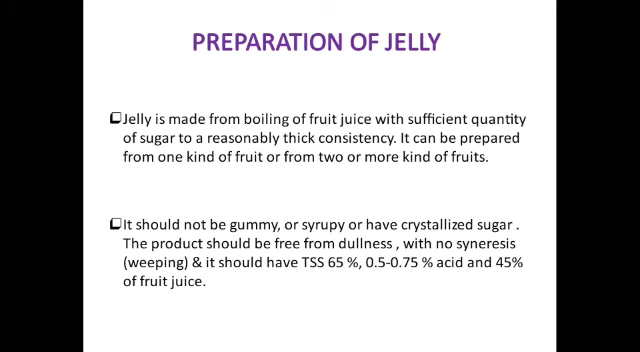 PREPARATION OF JELLY
❑Jelly is made from boiling of fruit juice with sufficient quantity
of sugar to a reasonably thick consistency. It can be prepared
from one kind of fruit or from two or more kind of fruits.
❑It should not be gummy, or syrupy or have crystallized sugar .
The product should be free from dullness , with no syneresis
(weeping) & it should have TSS 65 %, 0.5-0.75 % acid and 45%
of fruit juice.